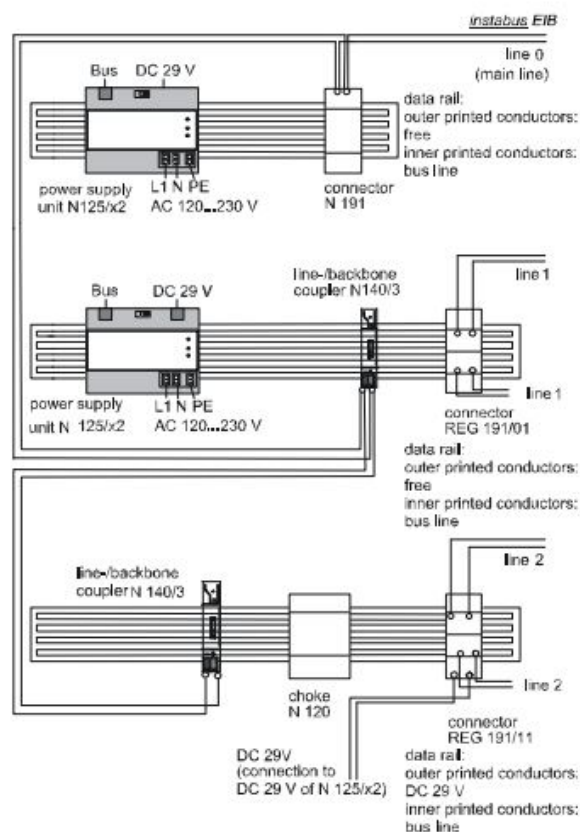 instabus EIB
line 0
(main line)
Bus DC 29 V
data rail:
outer printed conductors:
free
inner printed conductors:
bus line
L1 N PE
AC 120...230 V
power supply
unit N125/x2
connector
N 191
line-/backbone
coupler N140/3
line 1
Bus DC 29 V
line 1
L1 N PE
AC 120...230 V
power supply
unit N 125/x2
connector
REG 191/01
data rail:
outer printed conductors:
free
inner printed conductors:
bus line
line 2
line-/backbone
coupler N 140/3
line 2
choke
N 120
connector
REG 191/11
DC 29V
(connection to
DC 29 V of N 125/x2)
data rail:
outer printed conductors:
DC 29 V
inner printed conductors:
bus line